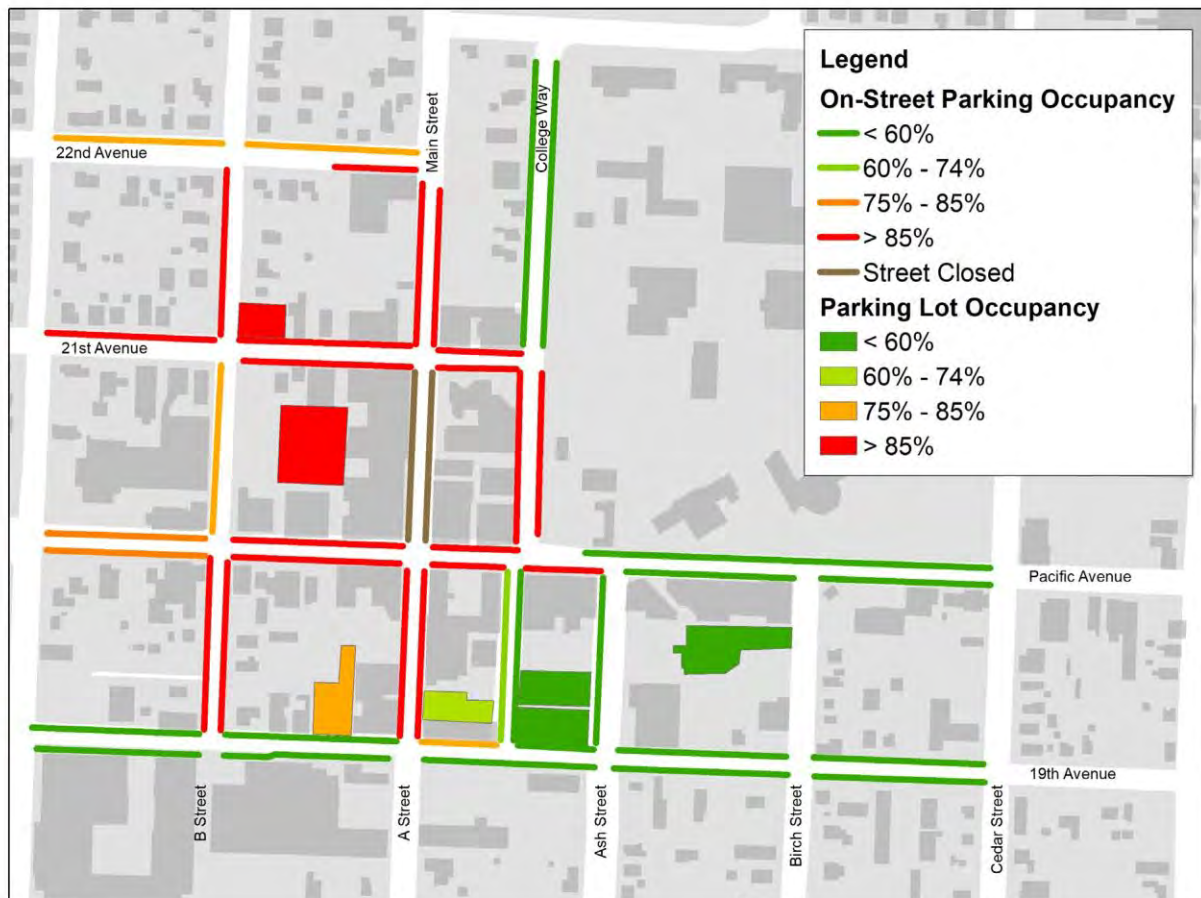 Legend
On-Street Parking Occupancy
< 60%
60% - 74%
75% - 85%
> 85%
Street Closed
Parking Lot Occupancy
< 60%
60% - 74%
75% - 85%
> 85%
22nd Avenue
Main Street
College Way
21st Avenue
Pacific Avenue
19th Avenue
B Street
A Street
Ash Street
Birch Street
Cedar Street